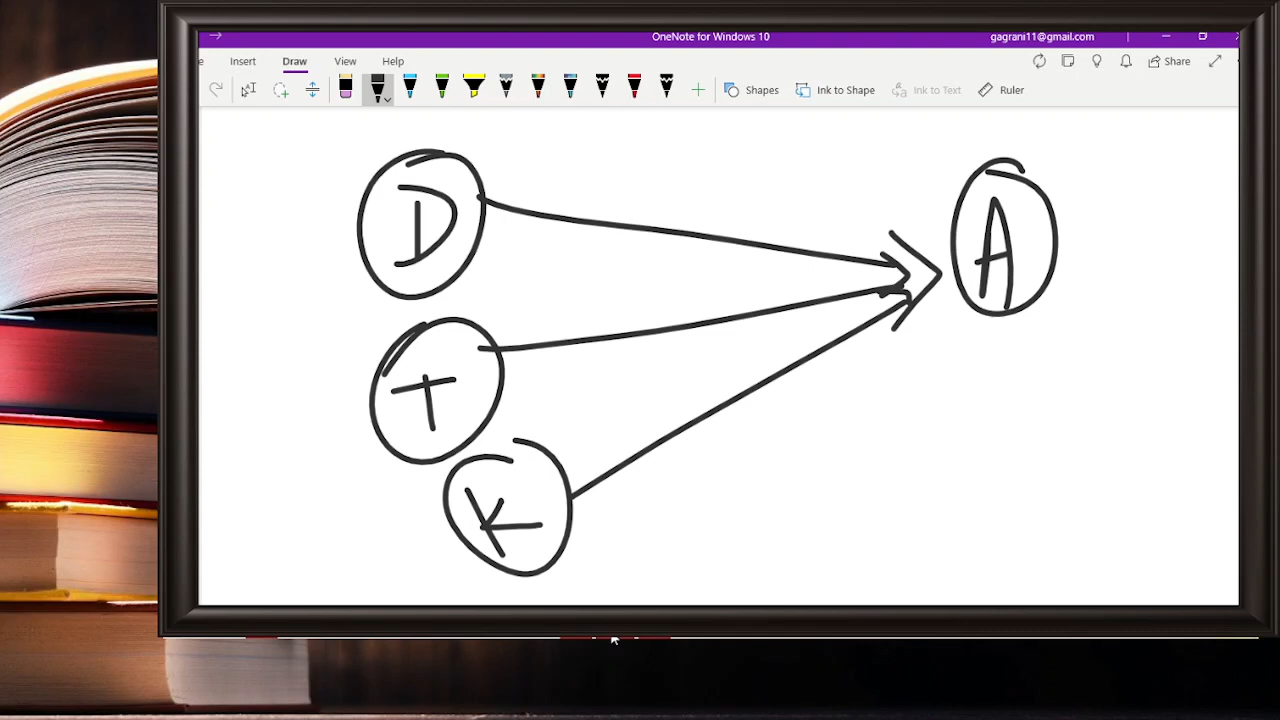 OneNote for Windows 10
gagrani11@gmail.com
Insert
Draw
View
Help
Share
Shapes
Ink to Shape
Ink to Text
Ruler
D
A
T
K